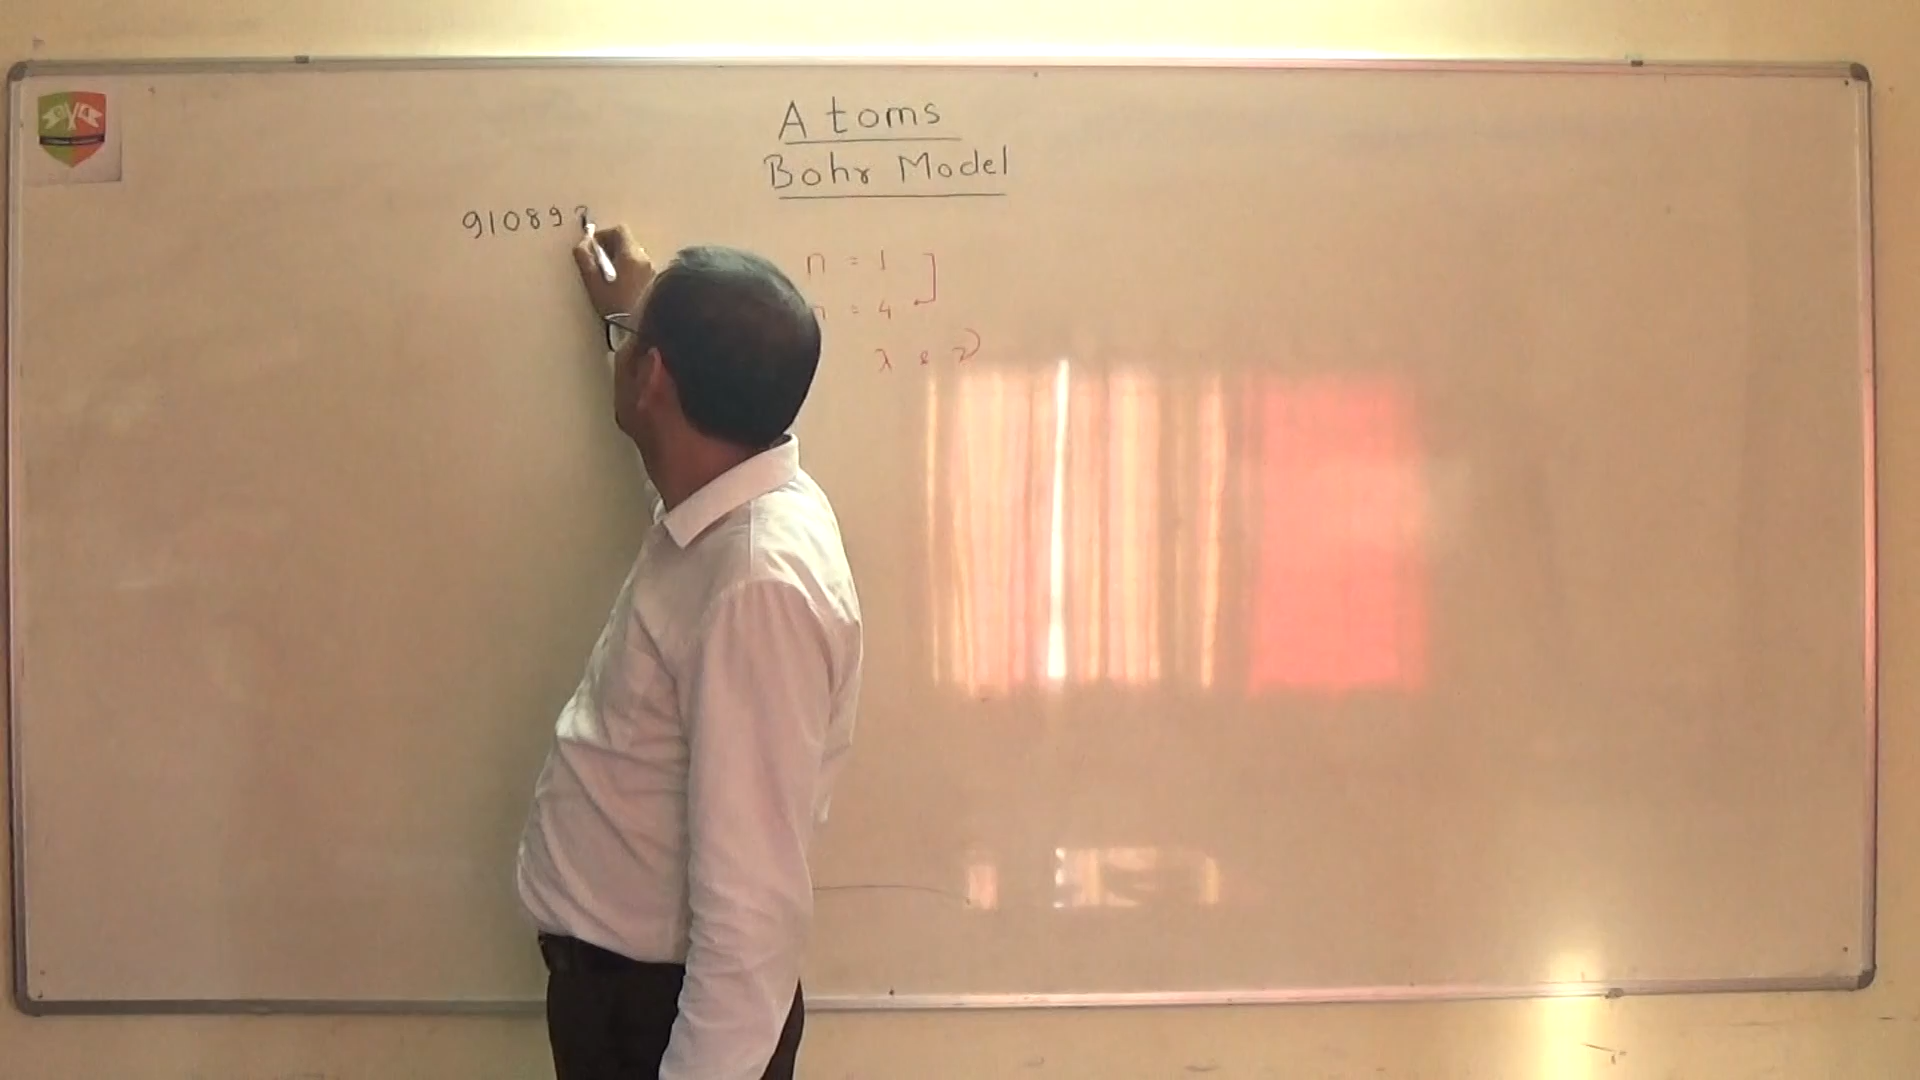 Atoms
Bohr Model
91089
n = 1
n = 4
λ & ν